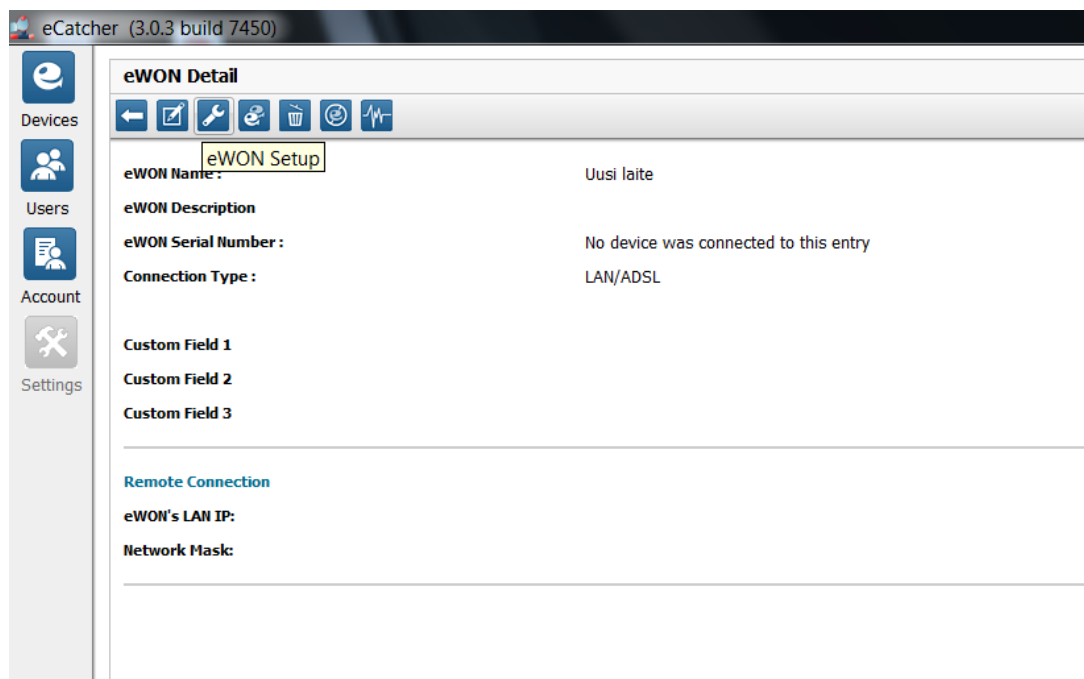 eCatcher (3.0.3 build 7450)
Devices
Users
Account
Settings
eWON Detail
eWON Setup
eWON Name : Uusi laite
eWON Description
eWON Serial Number : No device was connected to this entry
Connection Type : LAN/ADSL
Custom Field 1
Custom Field 2
Custom Field 3
Remote Connection
eWON's LAN IP:
Network Mask: